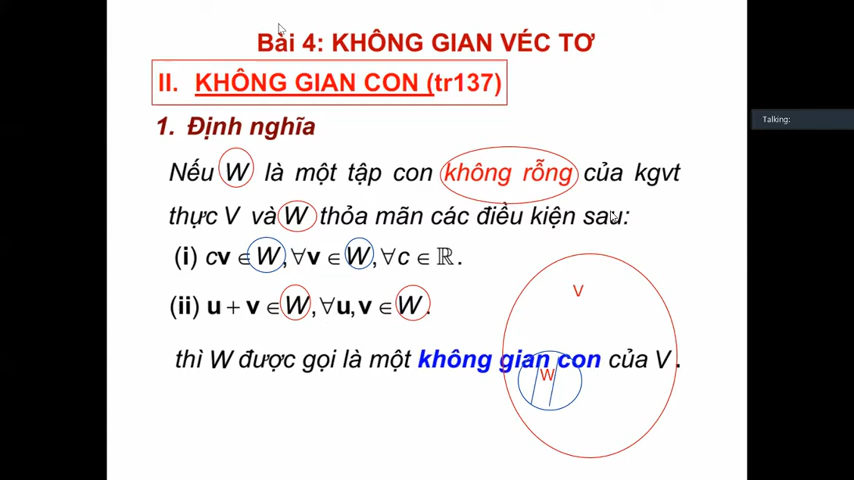 Bài 4: KHÔNG GIAN VÉC TƠ
II. KHÔNG GIAN CON (tr137)
1. Định nghĩa
Nếu W là một tập con không rỗng của kgvt
thực V và W thỏa mãn các điều kiện sau:
(i) cv ∈ W, ∀v ∈ W, ∀c ∈ ℝ.
(ii) u + v ∈ W, ∀u, v ∈ W.
thì W được gọi là một không gian con của V.
V
W
Talking: